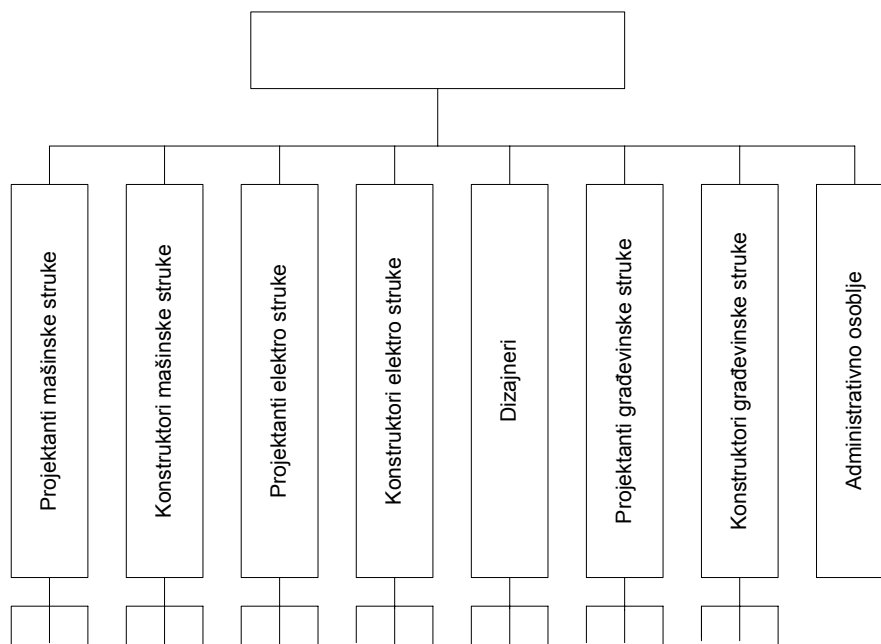 Projektanti mašinske struke
Konstruktori mašinske struke
Projektanti elektro struke
Konstruktori elektro struke
Dizajneri
Projektanti građevinske struke
Konstruktori građevinske struke
Administrativno osoblje